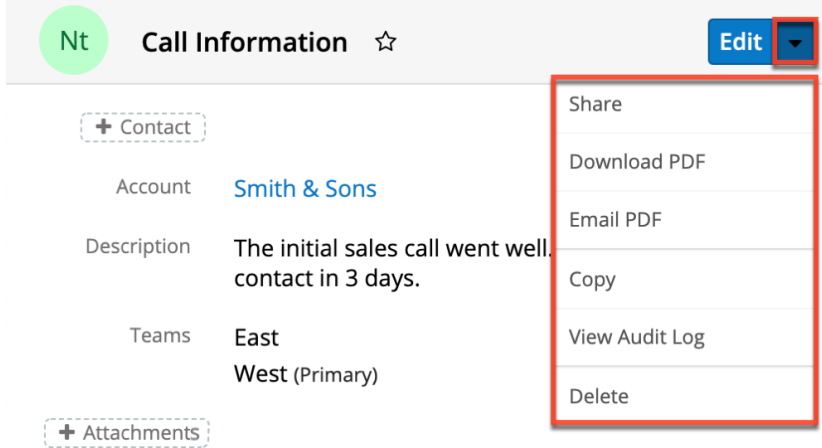 Nt Call Information Edit
Share
+ Contact
Download PDF
Account Smith & Sons
Email PDF
Description The initial sales call went well.
contact in 3 days.
Copy
Teams East
View Audit Log
West (Primary)
Delete
+ Attachments